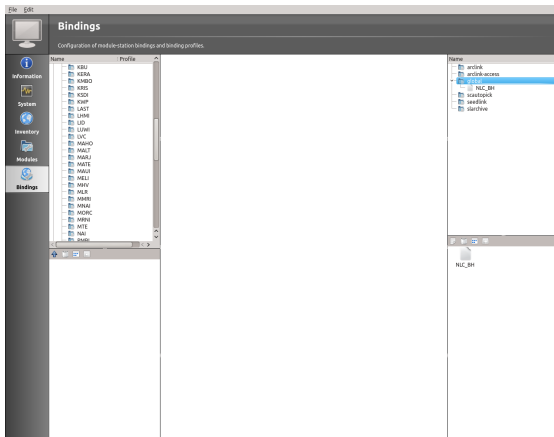 File Edit
Bindings
Configuration of module-station bindings and binding profiles.
Information
System
Inventory
Modules
Bindings
Name Profile
KBU
KERA
KMBO
KRIS
KSDI
KWP
LAST
LHMI
LID
LUWI
LVC
MAHO
MALT
MARJ
MATE
MAUI
MELI
MHV
MLR
MMRI
MNAI
MORC
MRNI
MTE
NAI
PMBI
Name
arclink
arclink-access
global
NLC_BH
scautopick
seedlink
slarchive
NLC_BH